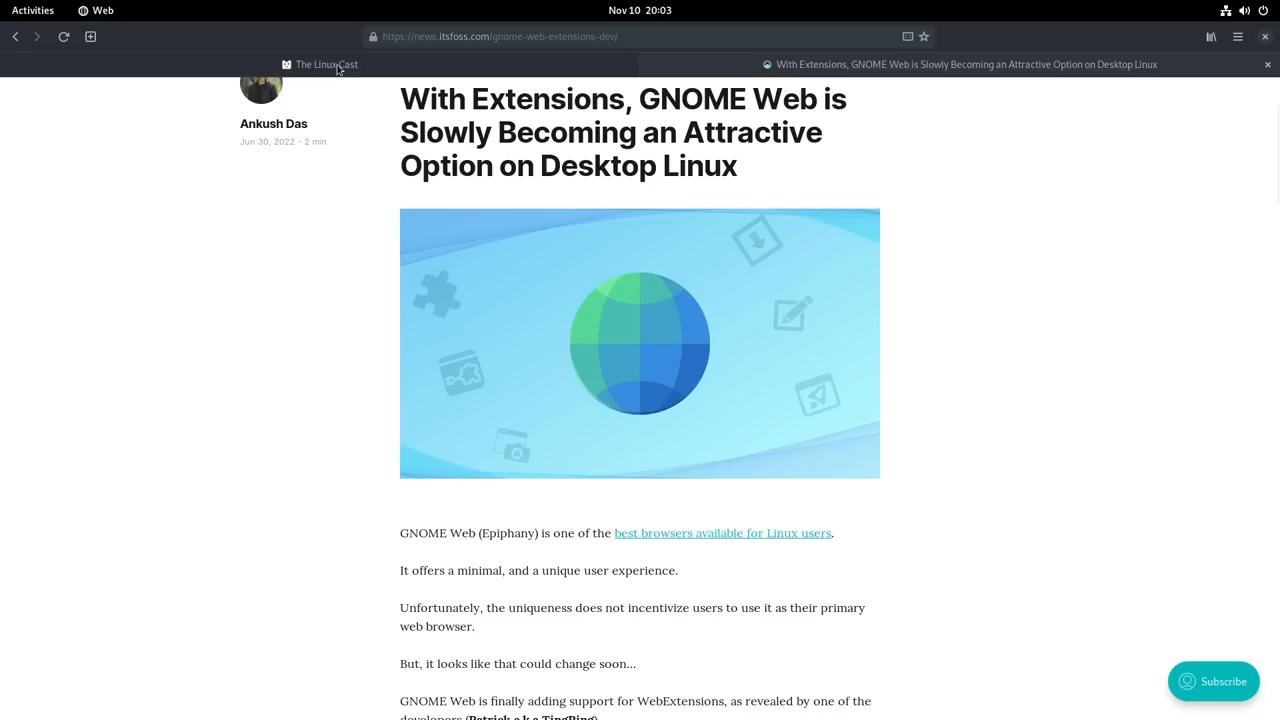 Activities
Web
Nov 10 20:03
https://news.itsfoss.com/gnome-web-extensions-dev/
The Linux Cast
With Extensions, GNOME Web is Slowly Becoming an Attractive Option on Desktop Linux
Ankush Das
Jun 30, 2022 · 2 min
With Extensions, GNOME Web is
Slowly Becoming an Attractive
Option on Desktop Linux
GNOME Web (Epiphany) is one of the best browsers available for Linux users.
It offers a minimal, and a unique user experience.
Unfortunately, the uniqueness does not incentivize users to use it as their primary
web browser.
But, it looks like that could change soon…
GNOME Web is finally adding support for WebExtensions, as revealed by one of the
developers (Patrick a.k.a TingPing).
Subscribe